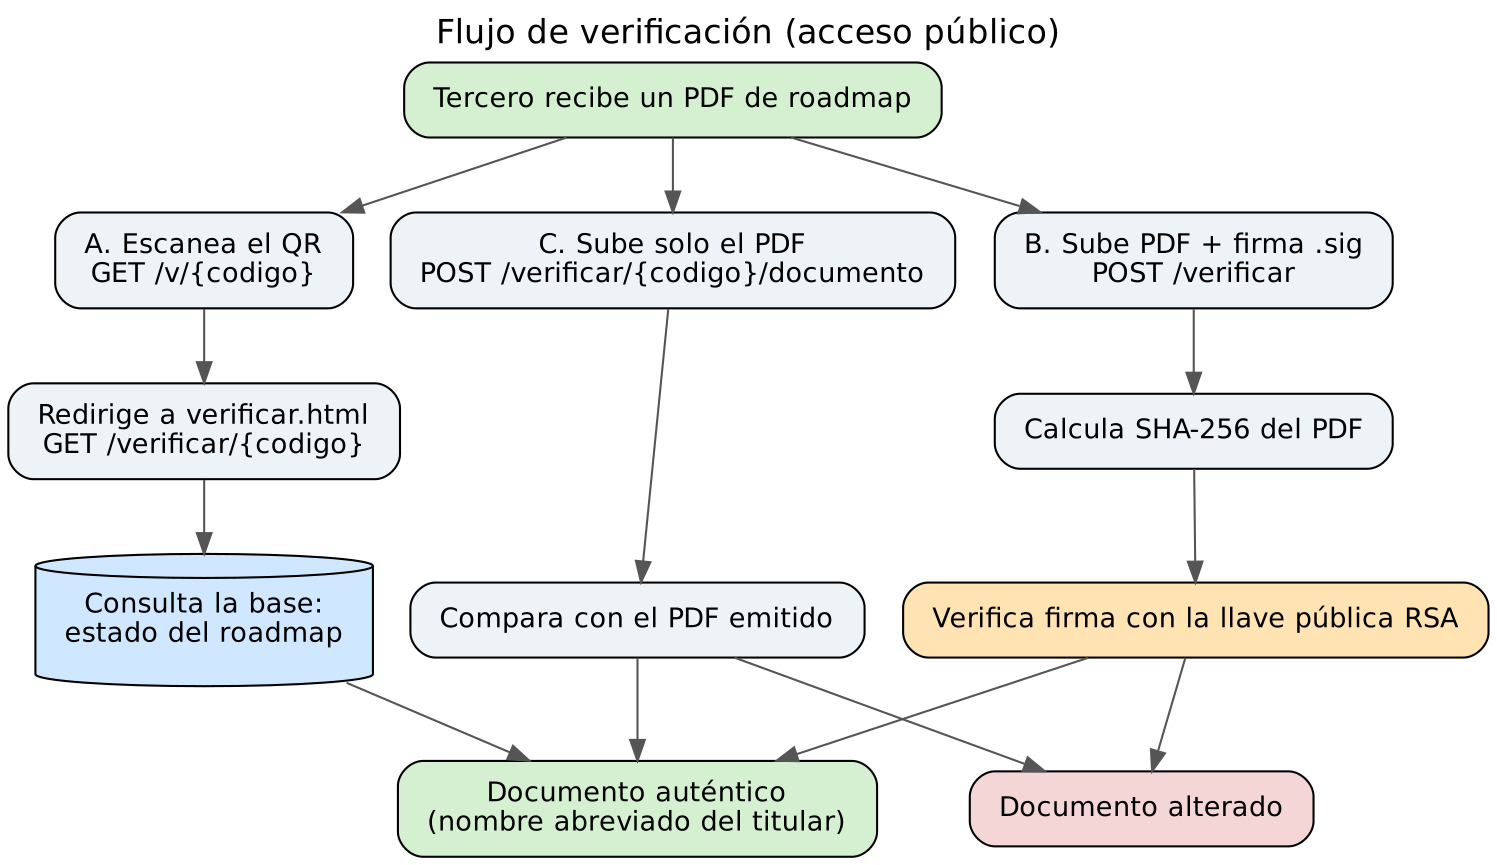 Flujo de verificación (acceso público)
Tercero recibe un PDF de roadmap
A. Escanea el QR
GET /v/{codigo}
C. Sube solo el PDF
POST /verificar/{codigo}/documento
B. Sube PDF + firma .sig
POST /verificar
Redirige a verificar.html
GET /verificar/{codigo}
Calcula SHA-256 del PDF
Consulta la base:
estado del roadmap
Compara con el PDF emitido
Verifica firma con la llave pública RSA
Documento auténtico
(nombre abreviado del titular)
Documento alterado